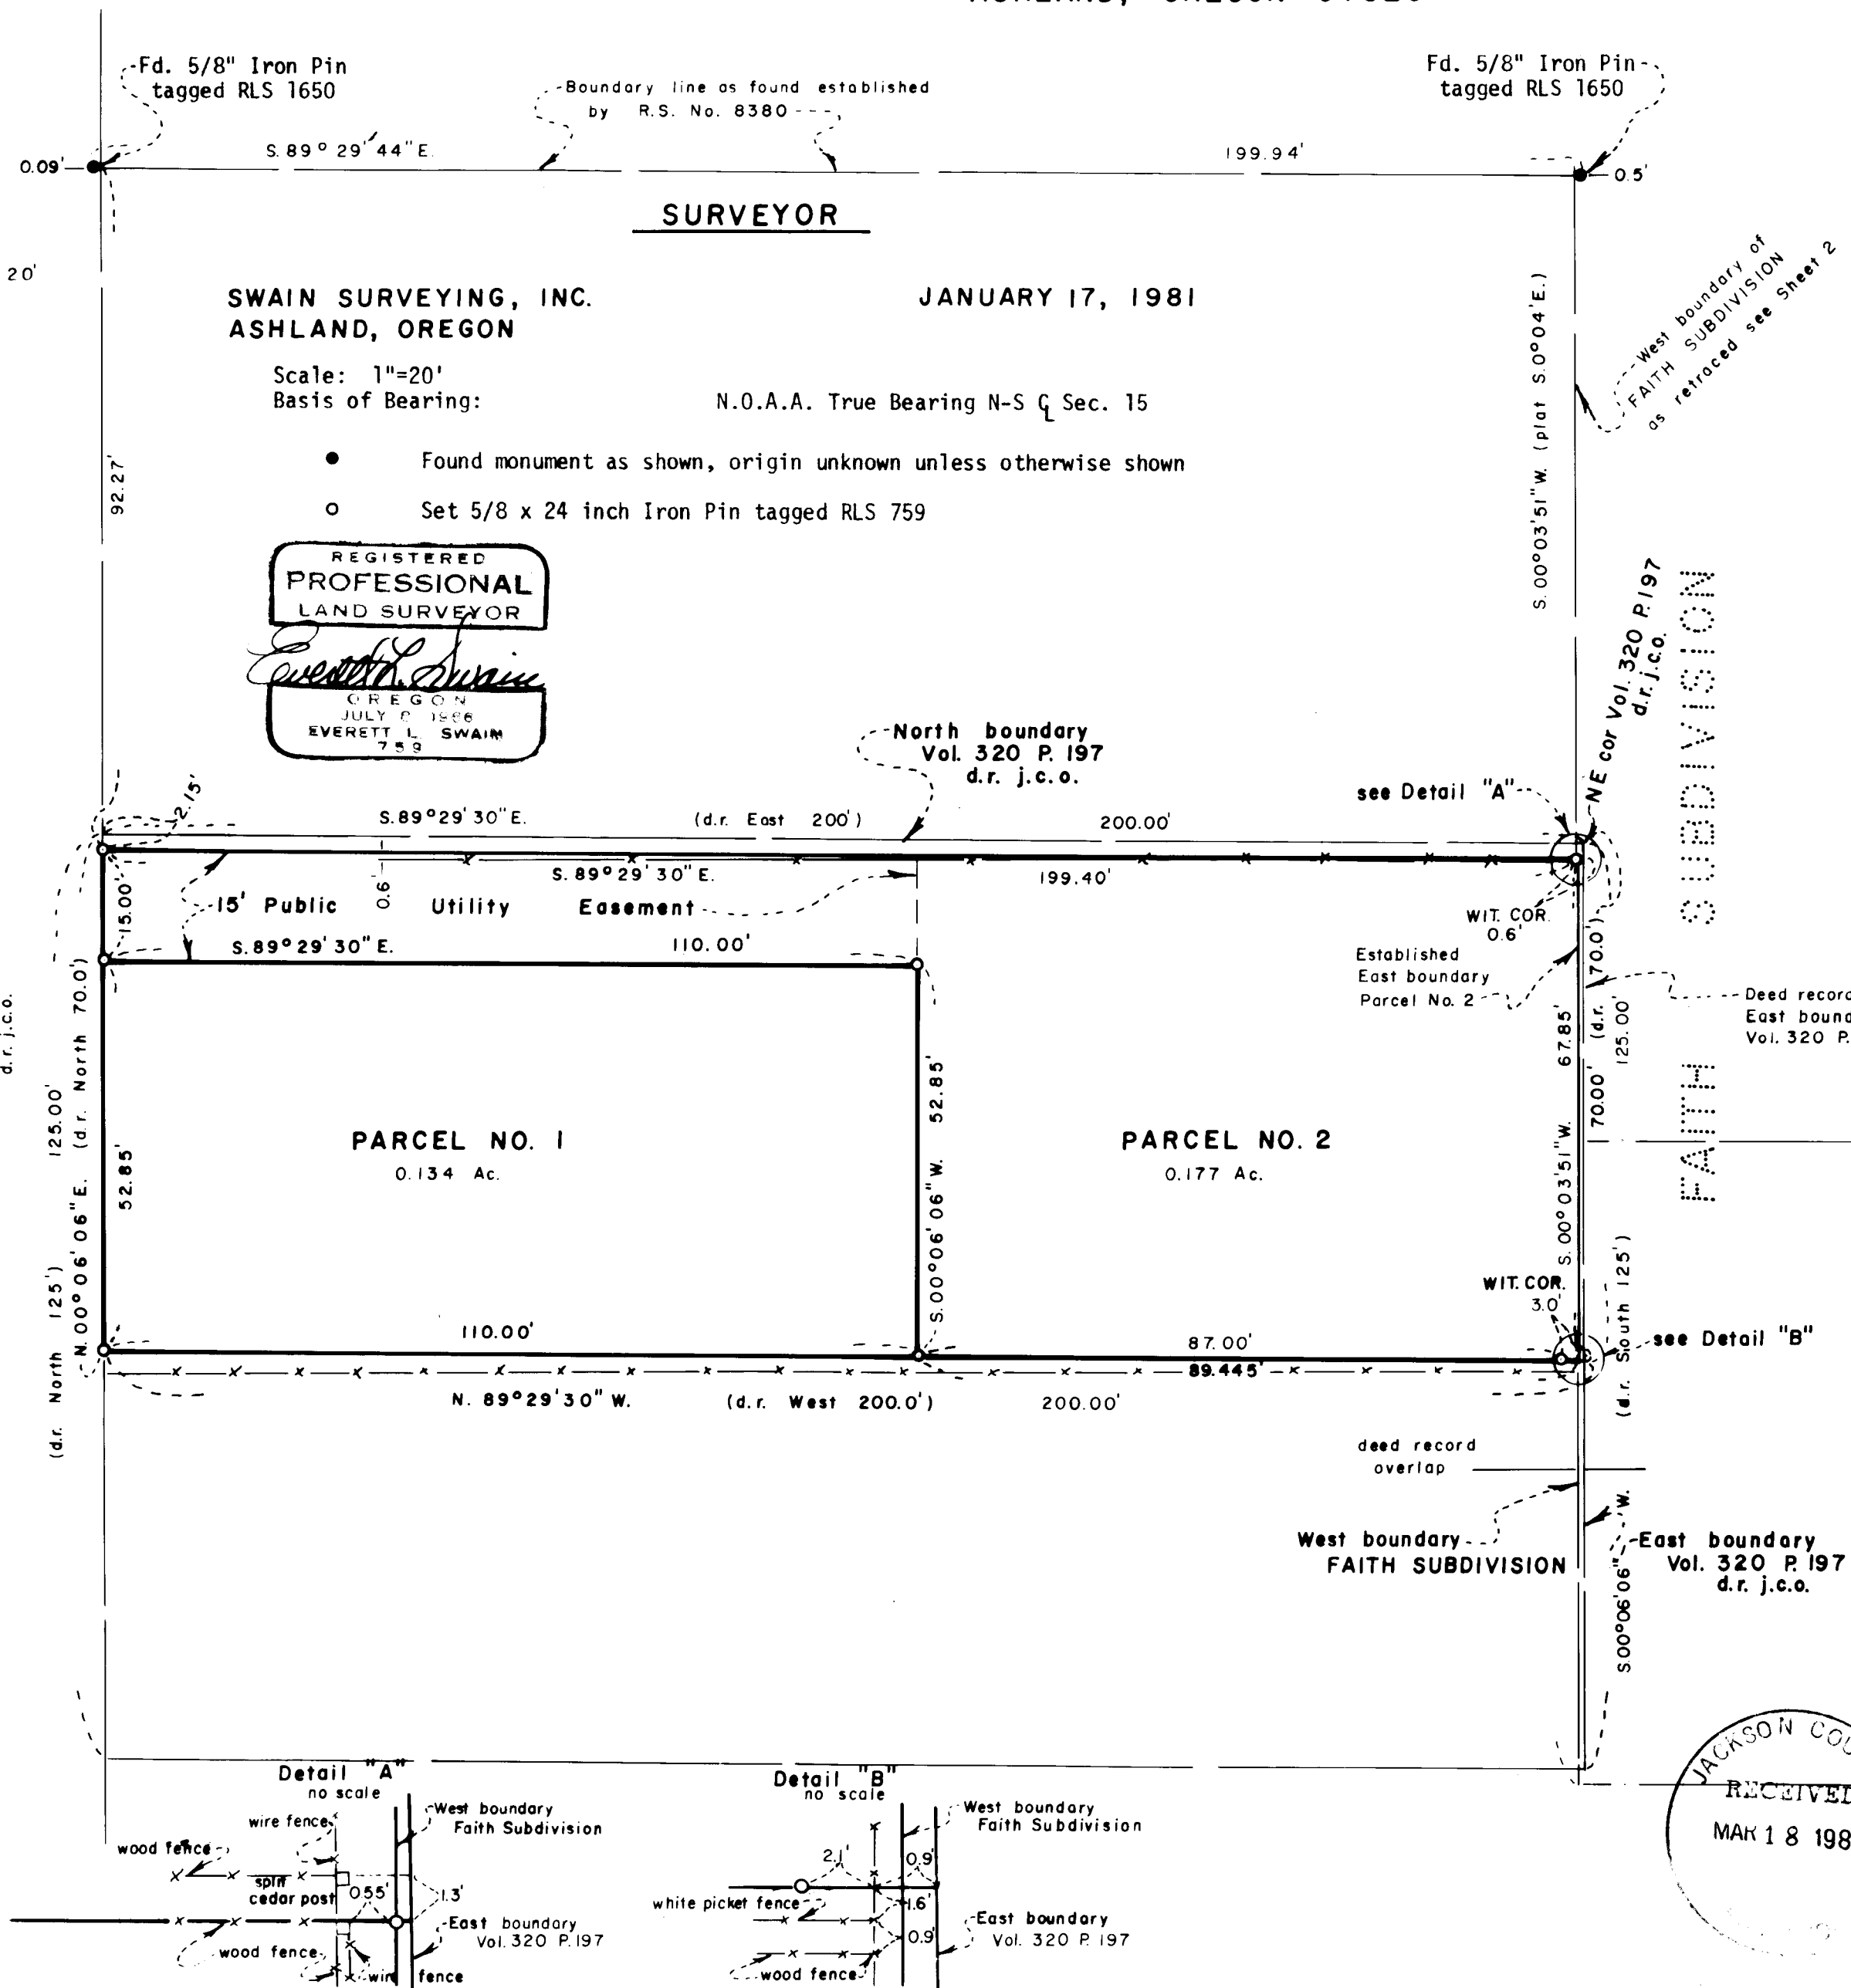 Fd. 5/8" Iron Pin
tagged RLS 1650
Boundary line as found established
by R.S. No. 8380
Fd. 5/8" Iron Pin
tagged RLS 1650
0.09'
S. 89° 29' 44" E.
199.94'
0.5'
SURVEYOR
20'
SWAIN SURVEYING, INC.
ASHLAND, OREGON
JANUARY 17, 1981
Scale: 1"=20'
Basis of Bearing: N.O.A.A. True Bearing N-S ℄ Sec. 15
● Found monument as shown, origin unknown unless otherwise shown
○ Set 5/8 x 24 inch Iron Pin tagged RLS 759
92.27'
S. 00° 03' 51" W. (plat S. 0° 04' E.)
West boundary of
FAITH SUBDIVISION
as retraced see Sheet 2
REGISTERED
PROFESSIONAL
LAND SURVEYOR
Everett L. Swain
OREGON
EVERETT L. SWAIN
759
North boundary
Vol. 320 P. 197
d.r. j.c.o.
see Detail "A"
NE cor Vol. 320 P. 197
d.r. j.c.o.
FAITH SUBDIVISION
2.15'
S. 89° 29' 30" E.
(d.r. East 200')
200.00'
S. 89° 29' 30" E.
199.40'
15.00'
15' Public Utility Easement
0.6
S. 89° 29' 30" E.
110.00'
WIT. COR.
0.6'
Established
East boundary
Parcel No. 2
Deed record
East bound
Vol. 320 P.
d.r. j.c.o.
(d.r. North 125') 125.00'
N. 00° 06' 06" E. (d.r. North 70.0')
52.85'
PARCEL NO. 1
0.134 Ac.
S. 00° 06' 06" W. 52.85'
PARCEL NO. 2
0.177 Ac.
S. 00° 03' 51" W. 67.85'
70.00' (d.r. 70.0')
(d.r. South 125') 125.00'
WIT. COR.
3.0'
see Detail "B"
110.00'
87.00'
89.445'
N. 89° 29' 30" W.
(d.r. West 200.0')
200.00'
deed record
overlap
West boundary
FAITH SUBDIVISION
East boundary
Vol. 320 P. 197
d.r. j.c.o.
S. 00° 06' 06" W.
JACKSON COU
RECEIVED
MAR 18 198
Detail "A"
no scale
wire fence
wood fence
split
cedar post
0.55'
1.3'
West boundary
Faith Subdivision
East boundary
Vol. 320 P. 197
wood fence
wire fence
Detail "B"
no scale
West boundary
Faith Subdivision
2.1'
0.9'
white picket fence
1.6'
0.9'
East boundary
Vol. 320 P. 197
wood fence